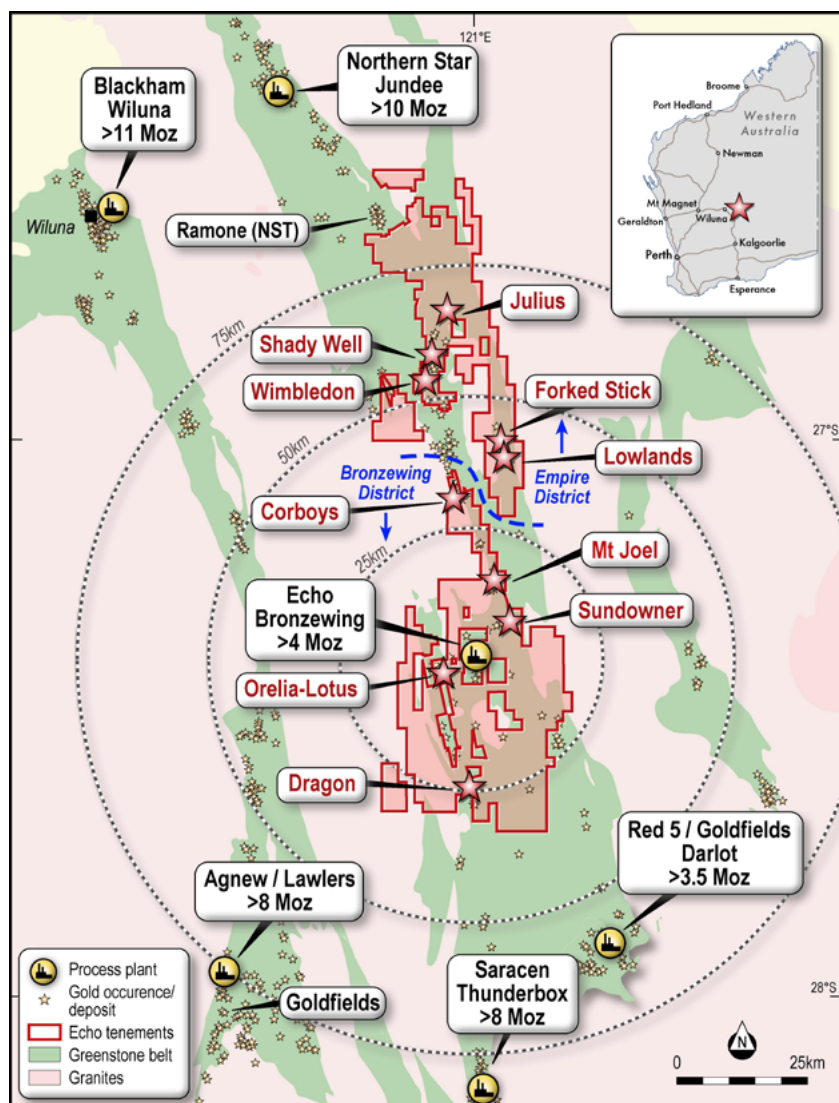 121°E
Northern Star
Jundee
>10 Moz
Blackham
Wiluna
>11 Moz
Wiluna
Ramone (NST)
Broome
Port Hedland
Western
Australia
Newman
Mt Magnet
Wiluna
Geraldton
Kalgoorlie
Perth
Esperance
75km
Julius
Shady Well
Wimbledon
Forked Stick
50km
27°S
Lowlands
Bronzewing
District
Empire
District
Corboys
25km
Mt Joel
Echo
Bronzewing
>4 Moz
Sundowner
Orelia-Lotus
Dragon
Red 5 / Goldfields
Darlot
>3.5 Moz
Agnew / Lawlers
>8 Moz
Saracen
Thunderbox
>8 Moz
Goldfields
28°S
Process plant
Gold occurence/
deposit
Echo tenements
Greenstone belt
Granites
N
0 25km